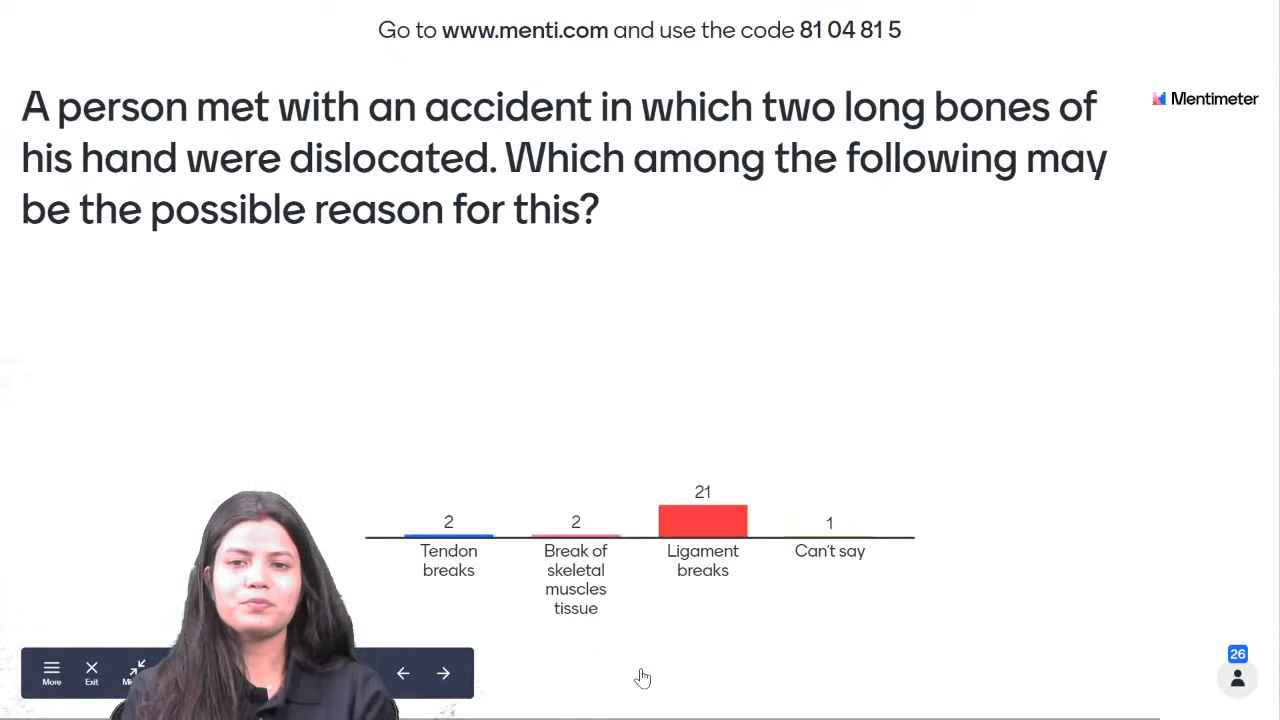 Go to www.menti.com and use the code 81 04 81 5
A person met with an accident in which two long bones of
his hand were dislocated. Which among the following may
be the possible reason for this?
Mentimeter
21
2
2
1
Tendon
breaks
Break of
skeletal
muscles
tissue
Ligament
breaks
Can't say
More
Exit
26